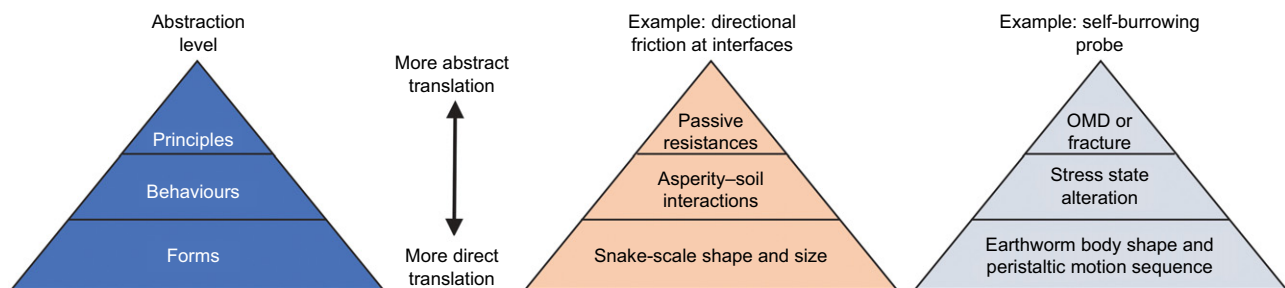 Abstraction
level
Principles
Behaviours
Forms
More abstract
translation
More direct
translation
Example: directional
friction at interfaces
Passive
resistances
Asperity–soil
interactions
Snake-scale shape and size
Example: self-burrowing
probe
OMD or
fracture
Stress state
alteration
Earthworm body shape and
peristaltic motion sequence